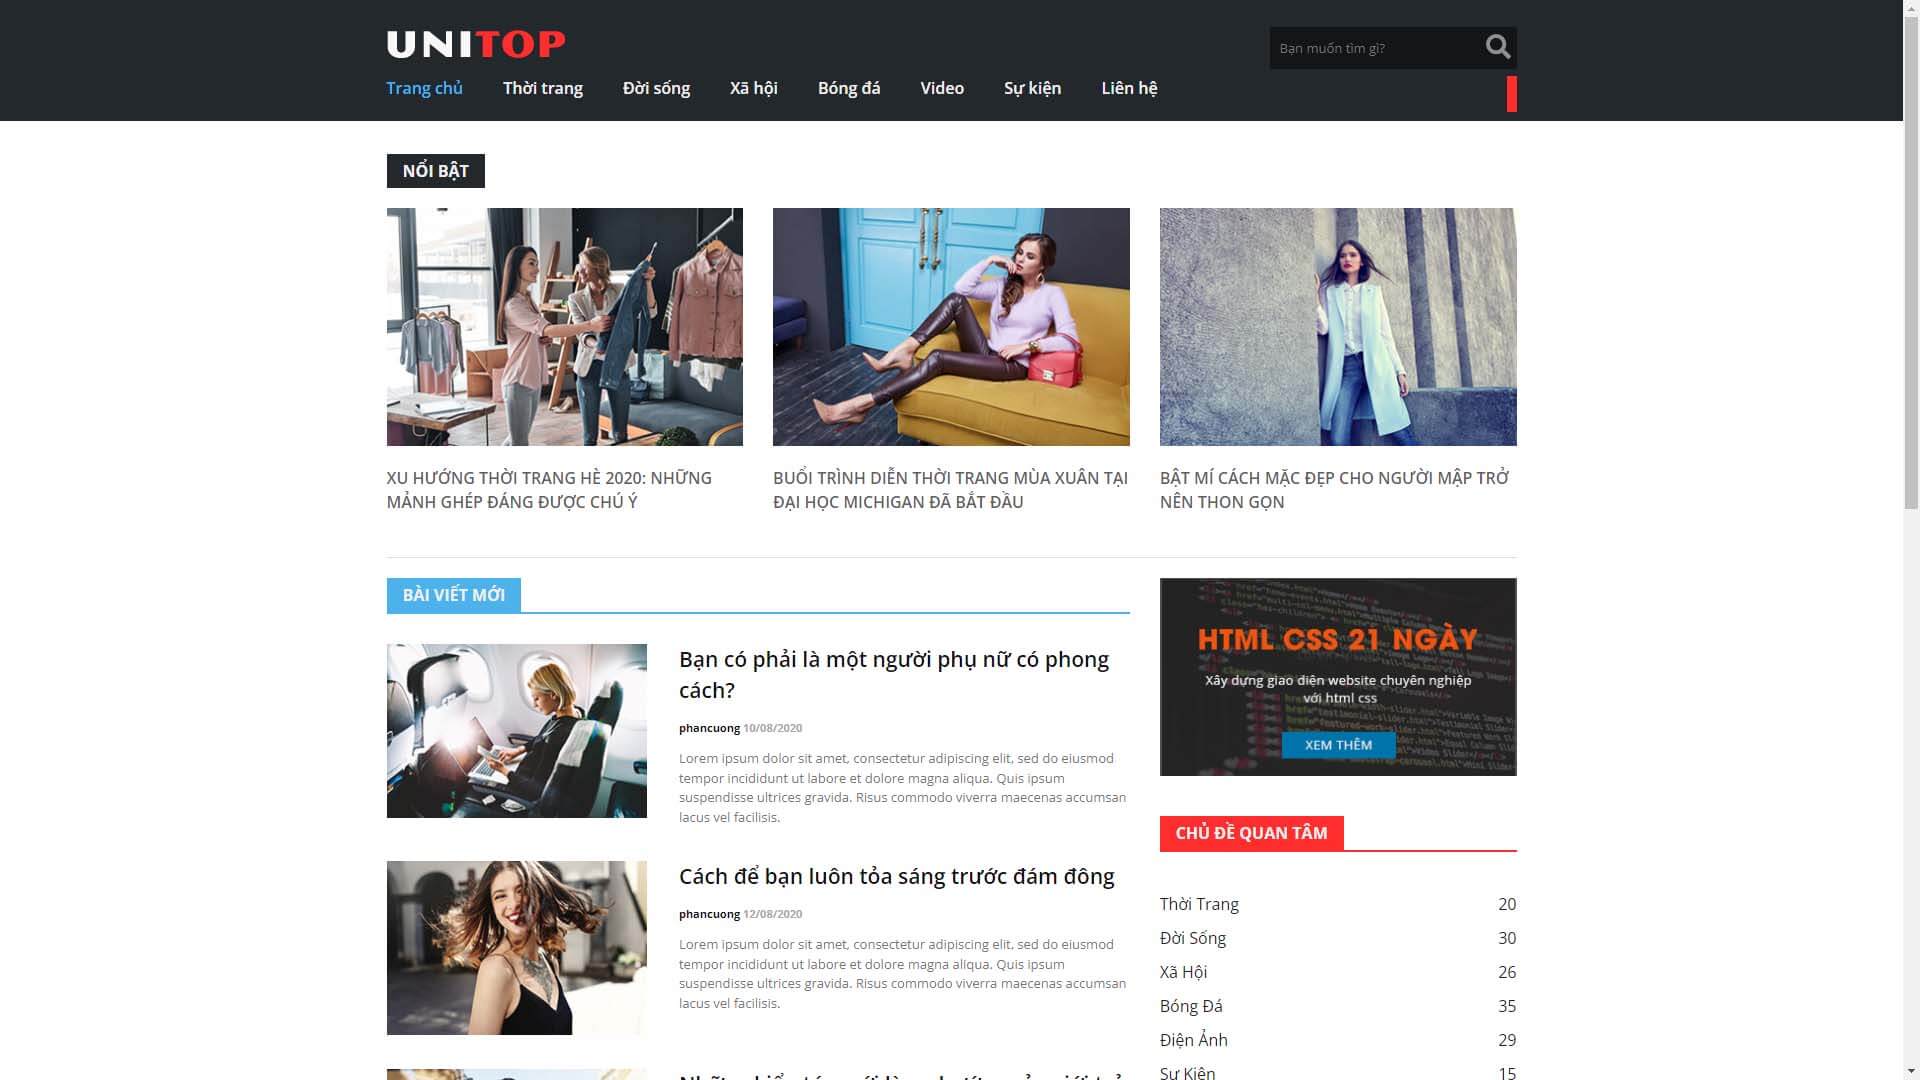 UNITOP
Bạn muốn tìm gì?
Trang chủ
Thời trang
Đời sống
Xã hội
Bóng đá
Video
Sự kiện
Liên hệ
NỔI BẬT
XU HƯỚNG THỜI TRANG HÈ 2020: NHỮNG
MẢNH GHÉP ĐÁNG ĐƯỢC CHÚ Ý
BUỔI TRÌNH DIỄN THỜI TRANG MÙA XUÂN TẠI
ĐẠI HỌC MICHIGAN ĐÃ BẮT ĐẦU
BẬT MÍ CÁCH MẶC ĐẸP CHO NGƯỜI MẬP TRỞ
NÊN THON GỌN
BÀI VIẾT MỚI
Bạn có phải là một người phụ nữ có phong
cách?
phancuong 10/08/2020
Lorem ipsum dolor sit amet, consectetur adipiscing elit, sed do eiusmod
tempor incididunt ut labore et dolore magna aliqua. Quis ipsum
suspendisse ultrices gravida. Risus commodo viverra maecenas accumsan
lacus vel facilisis.
Cách để bạn luôn tỏa sáng trước đám đông
phancuong 12/08/2020
Lorem ipsum dolor sit amet, consectetur adipiscing elit, sed do eiusmod
tempor incididunt ut labore et dolore magna aliqua. Quis ipsum
suspendisse ultrices gravida. Risus commodo viverra maecenas accumsan
lacus vel facilisis.
HTML CSS 21 NGÀY
Xây dựng giao diện website chuyên nghiệp
với html css
XEM THÊM
CHỦ ĐỀ QUAN TÂM
Thời Trang 20
Đời Sống 30
Xã Hội 26
Bóng Đá 35
Điện Ảnh 29
Sự Kiện 15